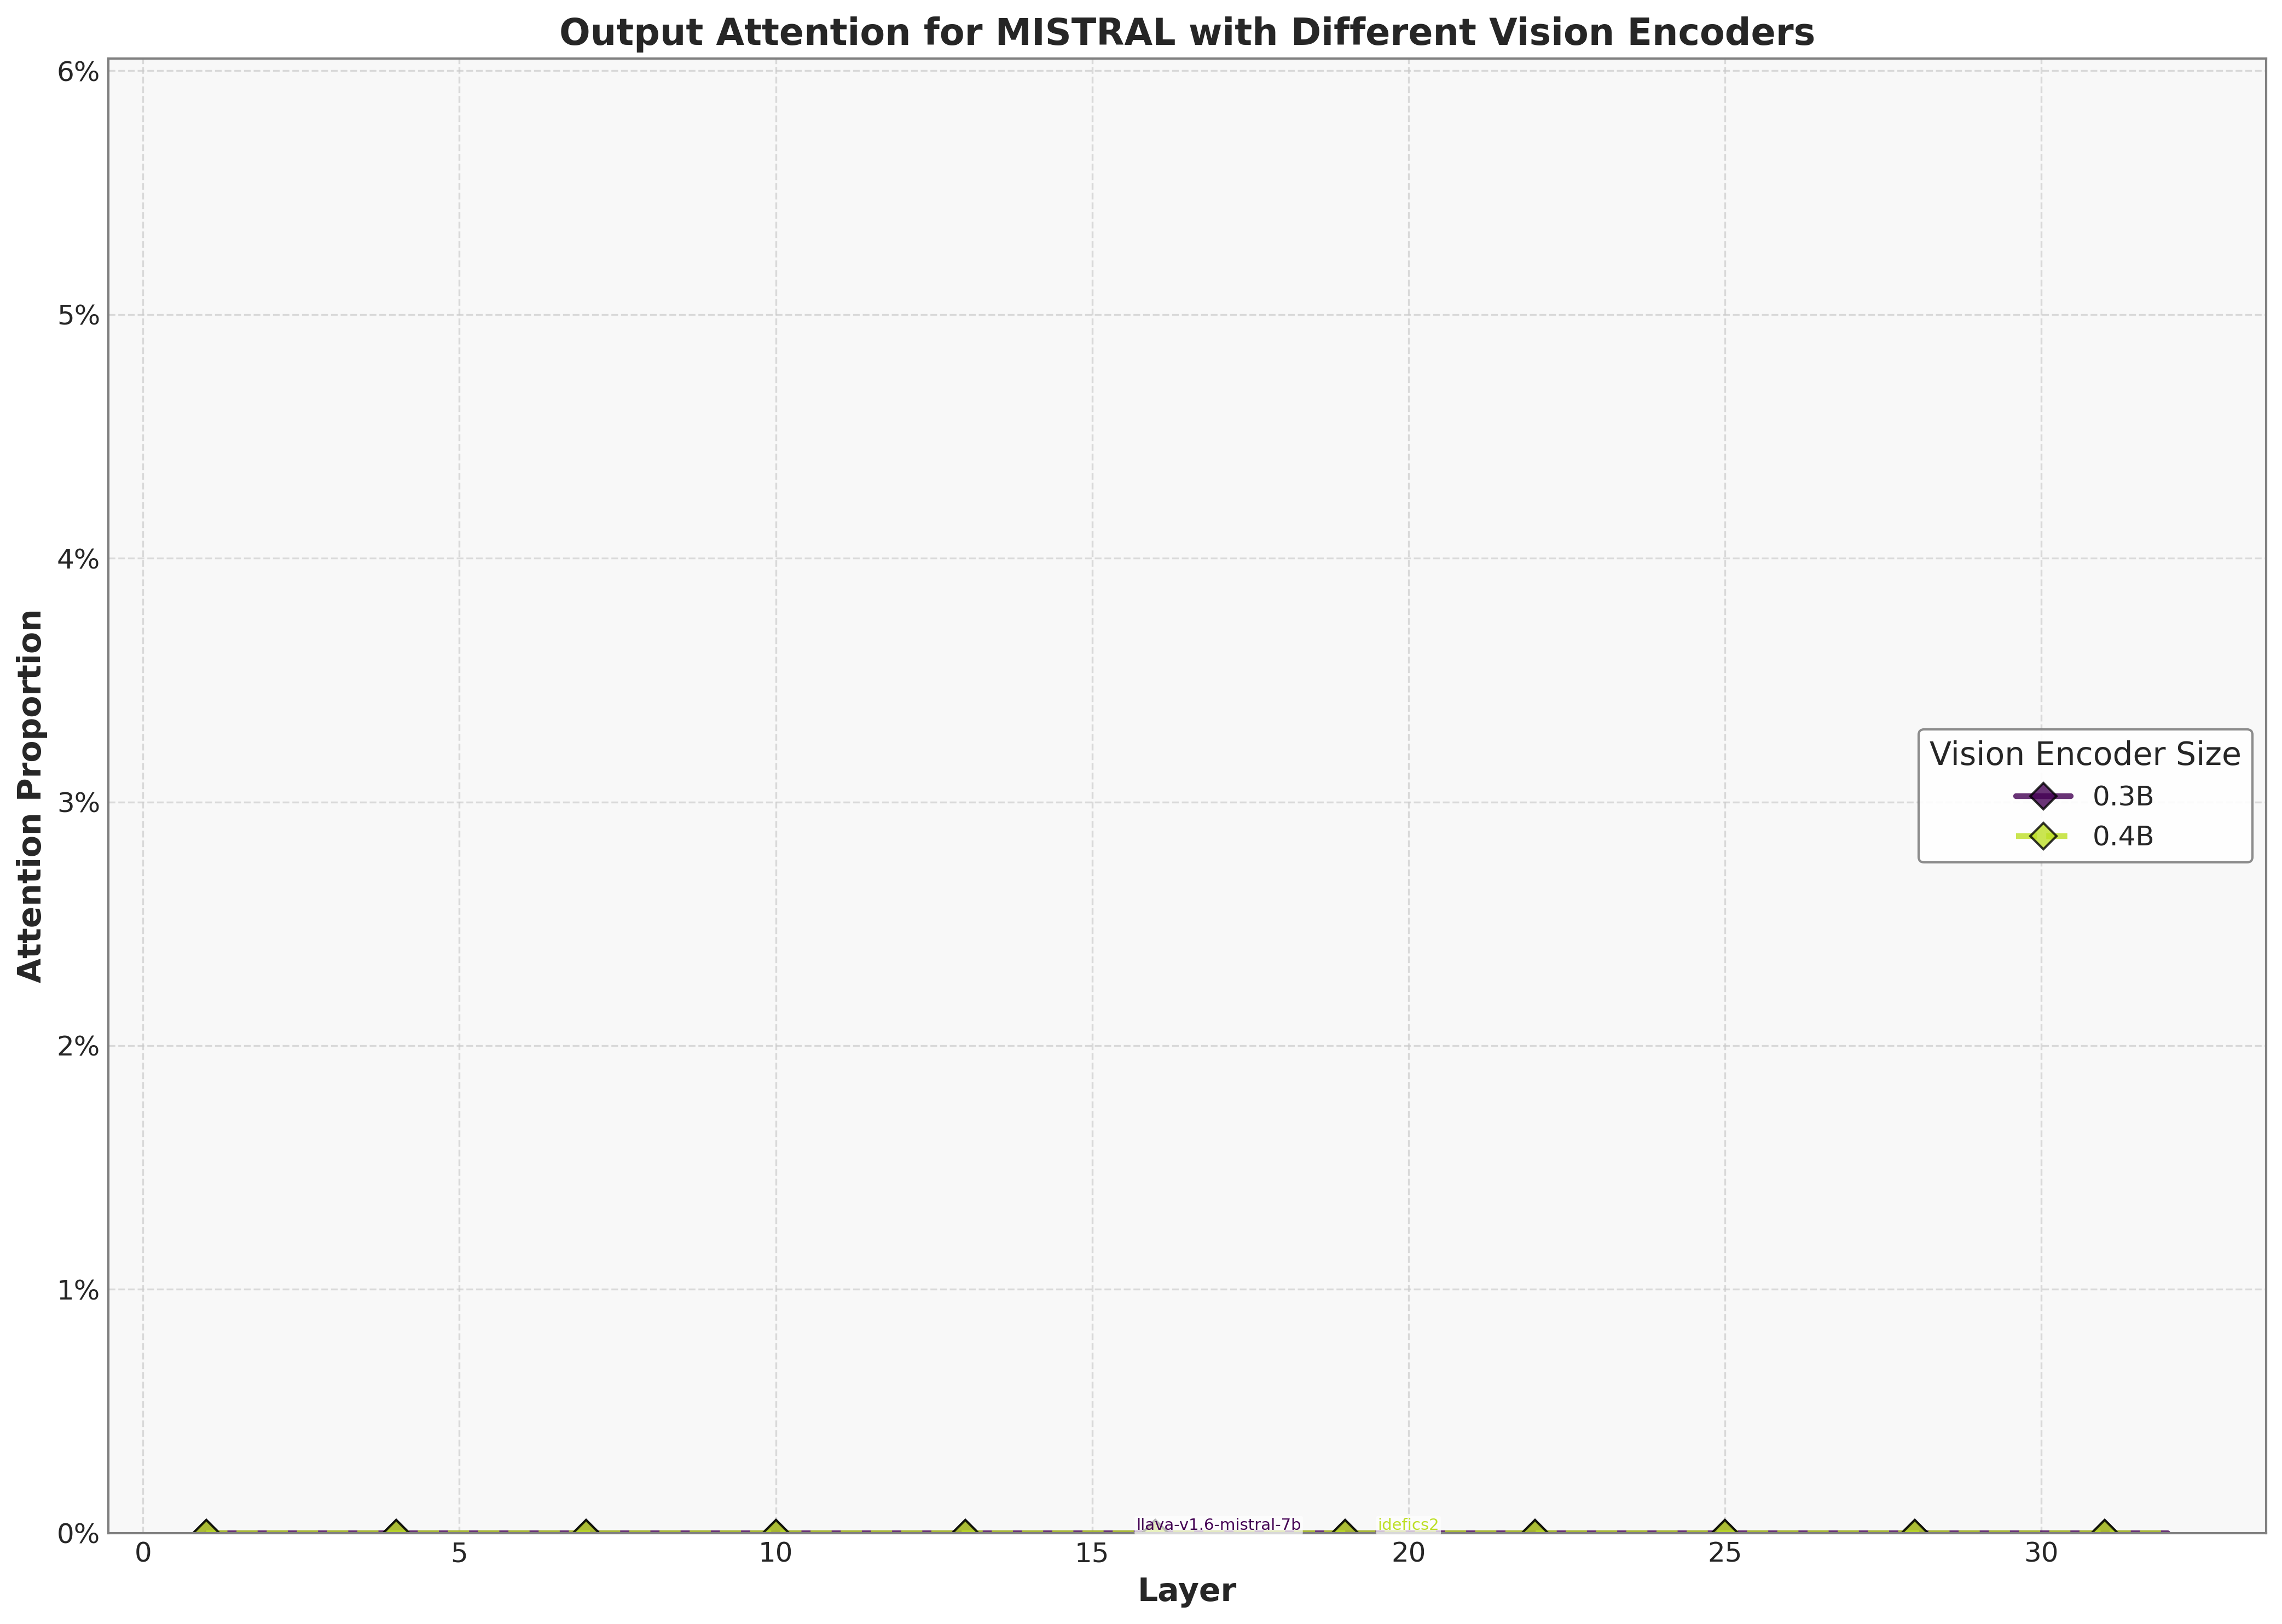 Output Attention for MISTRAL with Different Vision Encoders
6%
5%
4%
3%
2%
1%
0%
Attention Proportion
Vision Encoder Size
0.3B
0.4B
llava-v1.6-mistral-7b
idefics2
0 5 10 15 20 25 30
Layer